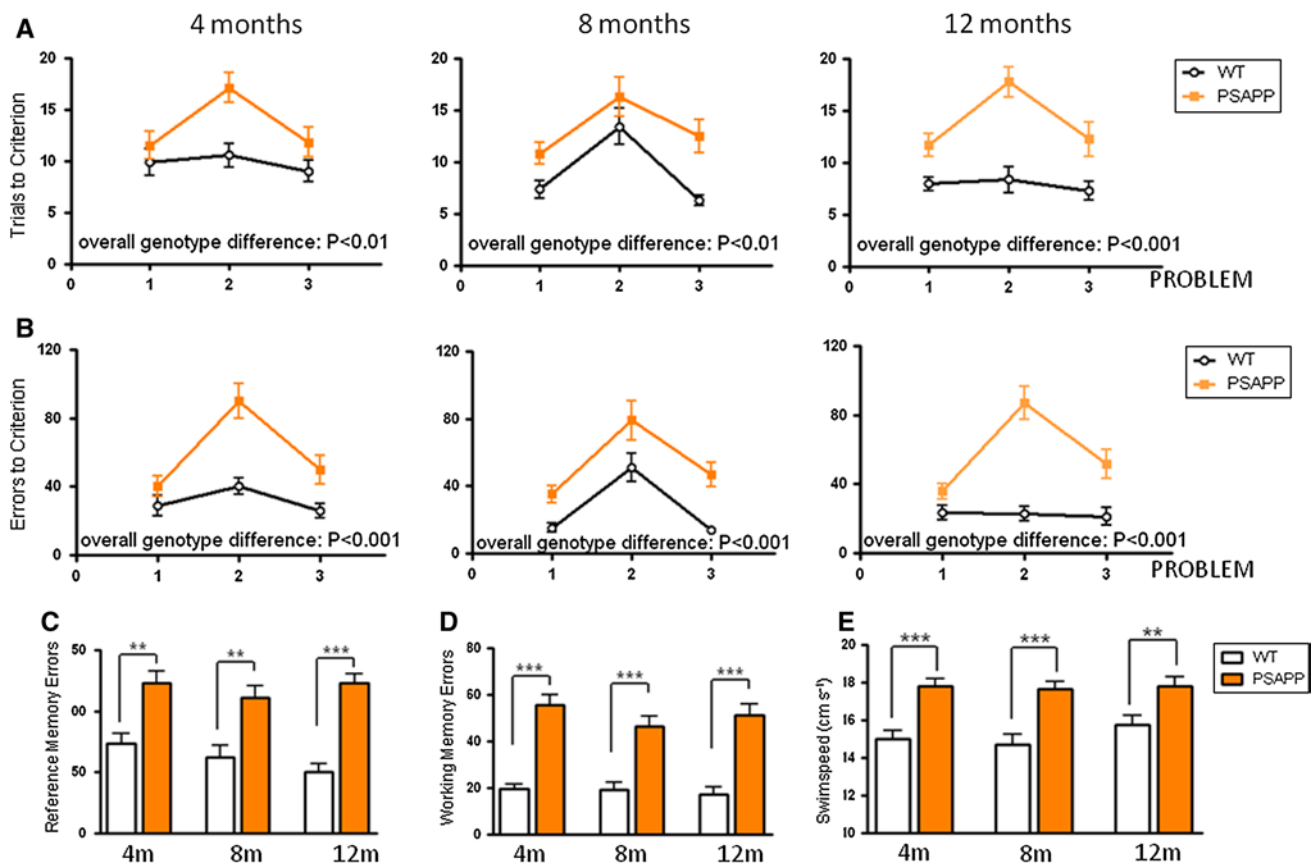 A
4 months
8 months
12 months
Trials to Criterion
20
15
10
5
0
0
1
2
3
overall genotype difference: P<0.01
20
15
10
5
0
0
1
2
3
overall genotype difference: P<0.01
20
15
10
5
0
0
1
2
3
overall genotype difference: P<0.001
PROBLEM
WT
PSAPP
B
Errors to Criterion
120
80
40
0
0
1
2
3
overall genotype difference: P<0.001
120
80
40
0
0
1
2
3
overall genotype difference: P<0.001
120
80
40
0
0
1
2
3
overall genotype difference: P<0.001
PROBLEM
WT
PSAPP
C
Reference Memory Errors
50
00
50
0
**
**
***
4m
8m
12m
D
Working Memory Errors
80
60
40
20
0
***
***
***
4m
8m
12m
E
Swimspeed (cm s⁻¹)
20
18
16
14
12
10
***
***
**
4m
8m
12m
WT
PSAPP